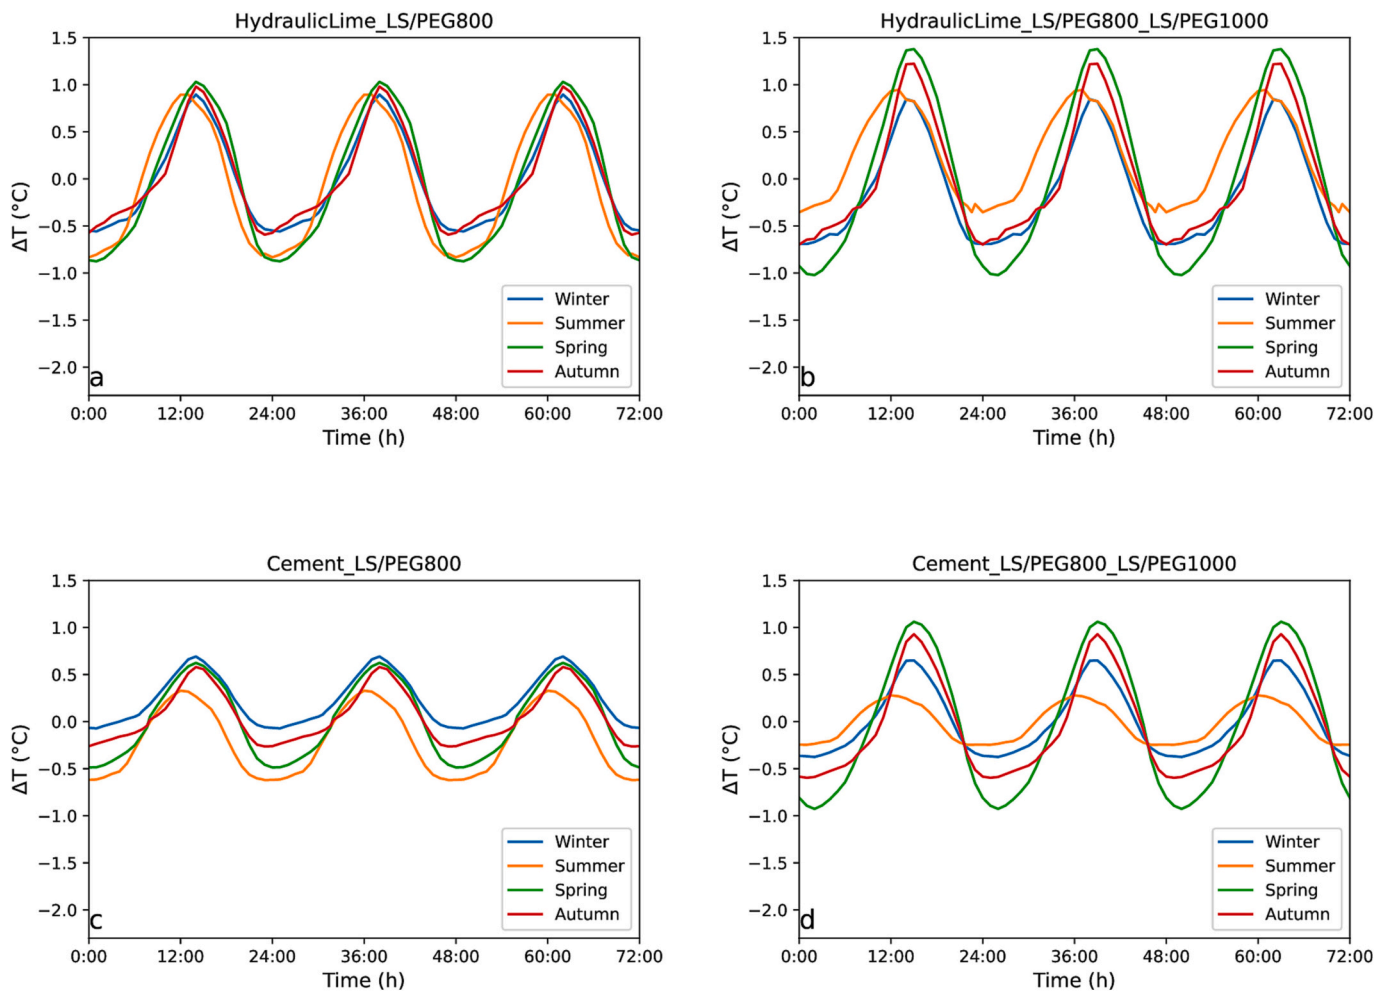 HydraulicLime_LS/PEG800
1.5
1.0
0.5
0.0
−0.5
−1.0
−1.5
−2.0
ΔT (°C)
Winter
Summer
Spring
Autumn
a
0:00 12:00 24:00 36:00 48:00 60:00 72:00
Time (h)
HydraulicLime_LS/PEG800_LS/PEG1000
1.5
1.0
0.5
0.0
−0.5
−1.0
−1.5
−2.0
ΔT (°C)
Winter
Summer
Spring
Autumn
b
0:00 12:00 24:00 36:00 48:00 60:00 72:00
Time (h)
Cement_LS/PEG800
1.5
1.0
0.5
0.0
−0.5
−1.0
−1.5
−2.0
ΔT (°C)
Winter
Summer
Spring
Autumn
c
0:00 12:00 24:00 36:00 48:00 60:00 72:00
Time (h)
Cement_LS/PEG800_LS/PEG1000
1.5
1.0
0.5
0.0
−0.5
−1.0
−1.5
−2.0
ΔT (°C)
Winter
Summer
Spring
Autumn
d
0:00 12:00 24:00 36:00 48:00 60:00 72:00
Time (h)